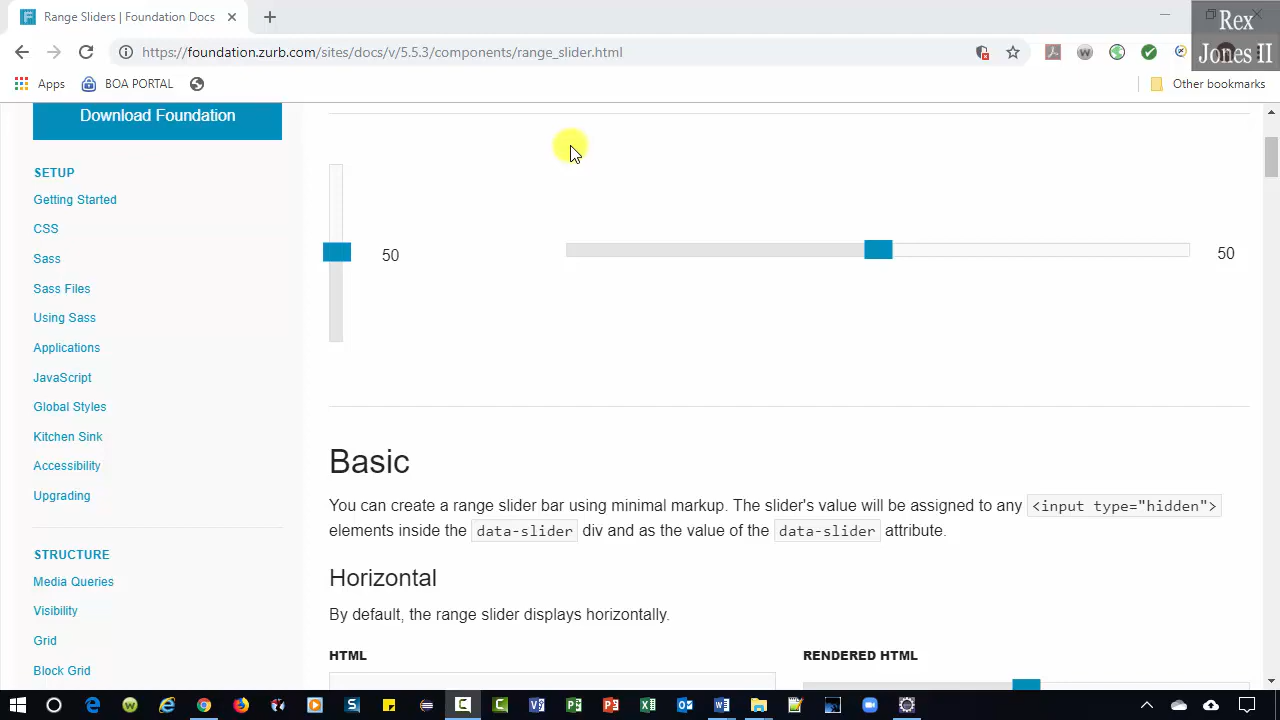 Range Sliders | Foundation Docs
Rex
Jones II
https://foundation.zurb.com/sites/docs/v/5.5.3/components/range_slider.html
Apps
BOA PORTAL
Other bookmarks
Download Foundation
SETUP
Getting Started
CSS
Sass
Sass Files
Using Sass
Applications
JavaScript
Global Styles
Kitchen Sink
Accessibility
Upgrading
STRUCTURE
Media Queries
Visibility
Grid
Block Grid
50
50
Basic
You can create a range slider bar using minimal markup. The slider's value will be assigned to any <input type="hidden">
elements inside the data-slider div and as the value of the data-slider attribute.
Horizontal
By default, the range slider displays horizontally.
HTML
RENDERED HTML